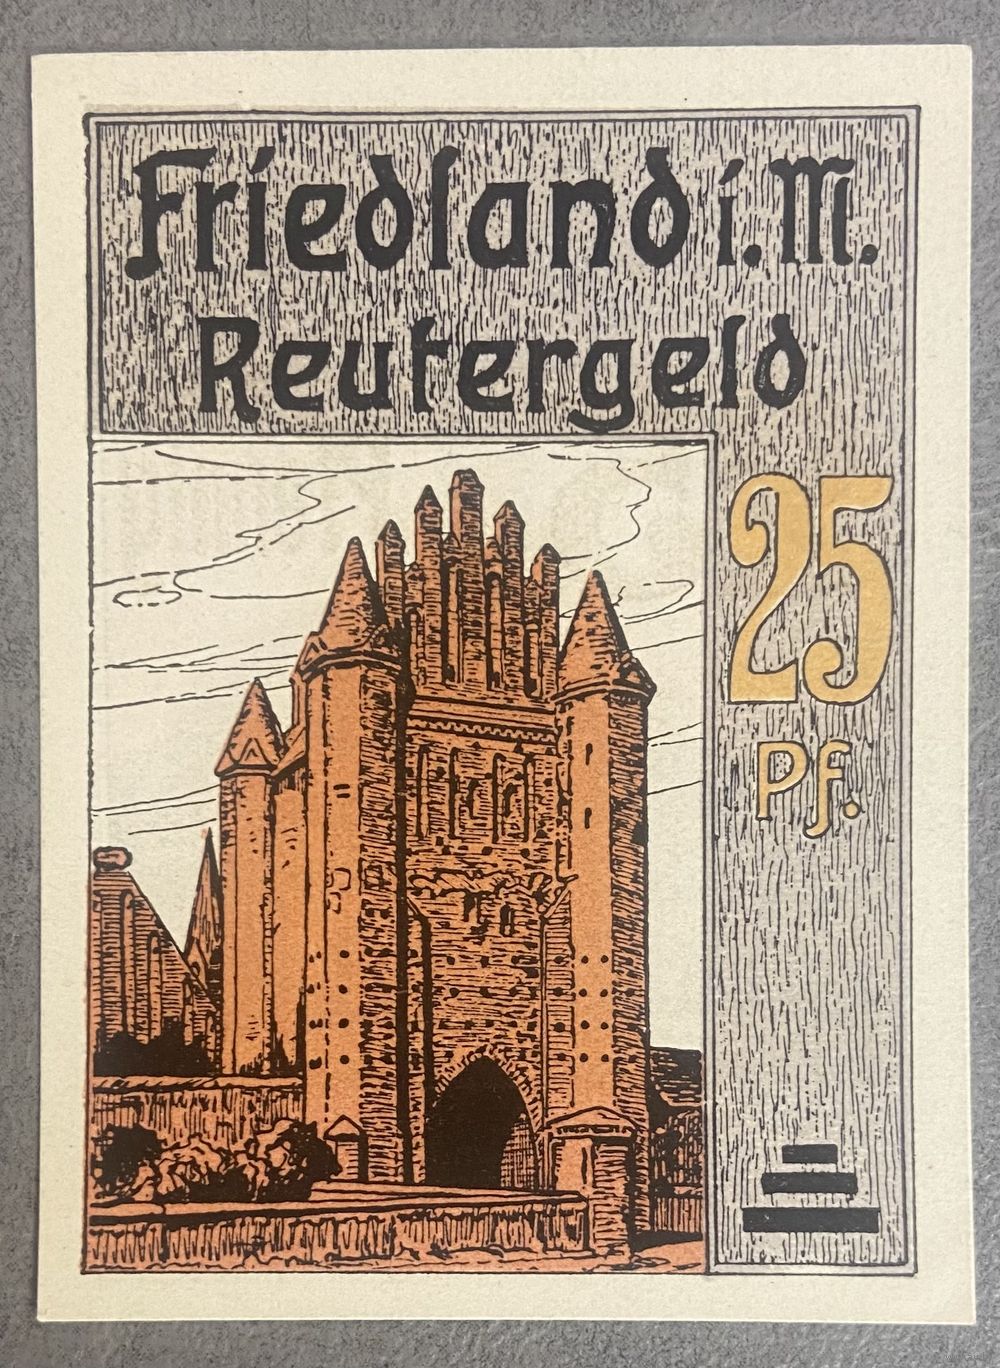 Friedland i. M.
Reutergeld
25
Pf.